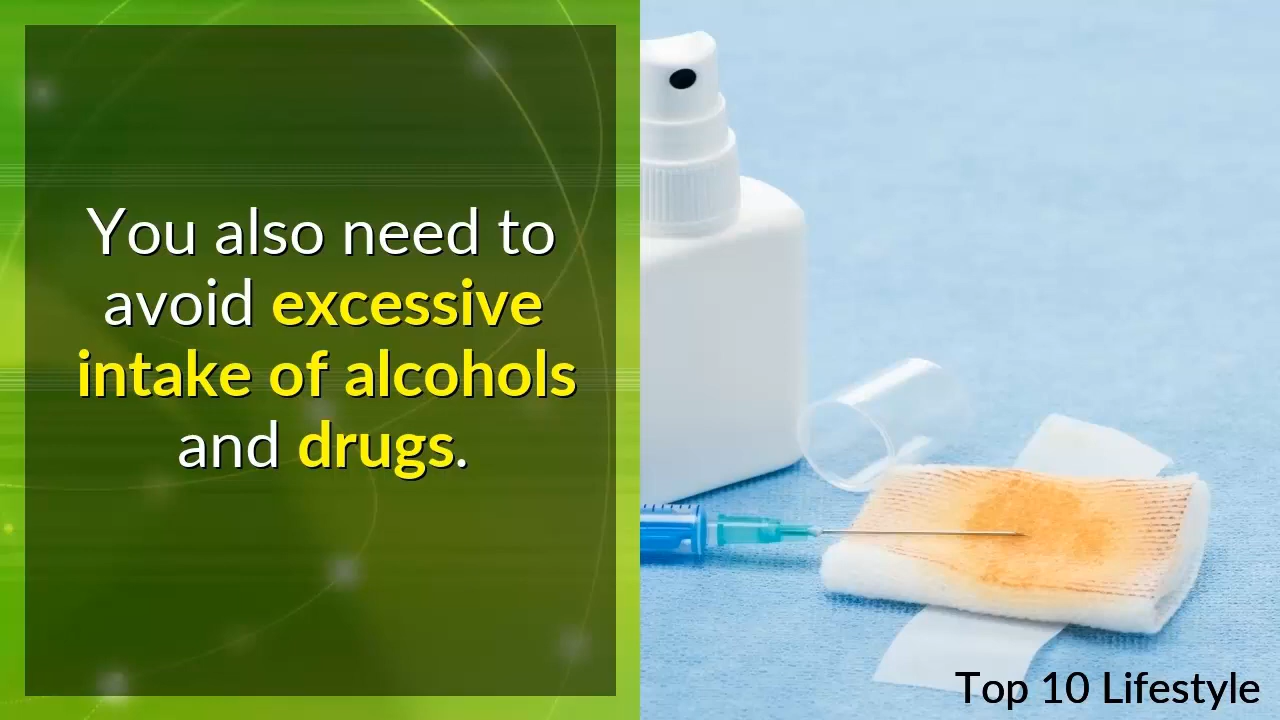 You also need to
avoid excessive
intake of alcohols
and drugs.
Top 10 Lifestyle